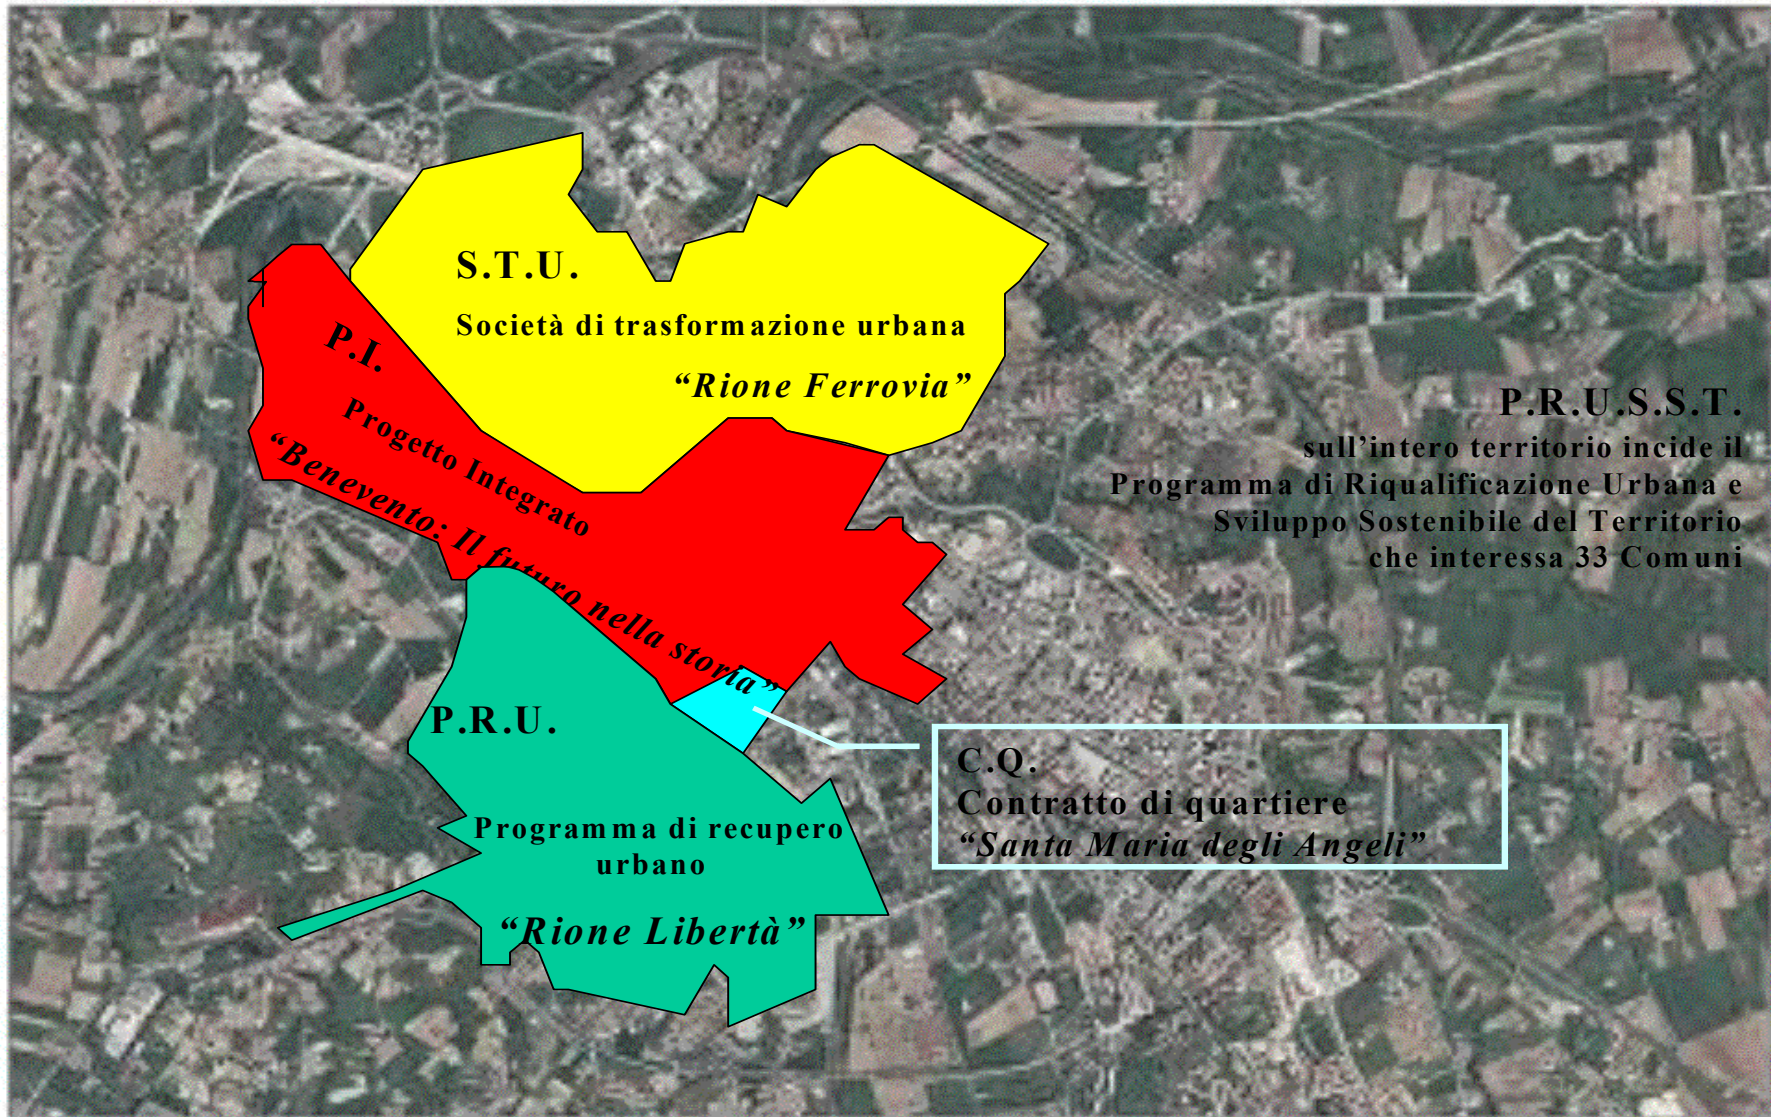 S.T.U.
Società di trasformazione urbana
“Rione Ferrovia”
P.I.
Progetto Integrato
“Benevento: Il futuro nella storia”
P.R.U.S.S.T.
sull’intero territorio incide il
Programma di Riqualificazione Urbana e
Sviluppo Sostenibile del Territorio
che interessa 33 Comuni
P.R.U.
Programma di recupero
urbano
“Rione Libertà”
C.Q.
Contratto di quartiere
“Santa Maria degli Angeli”